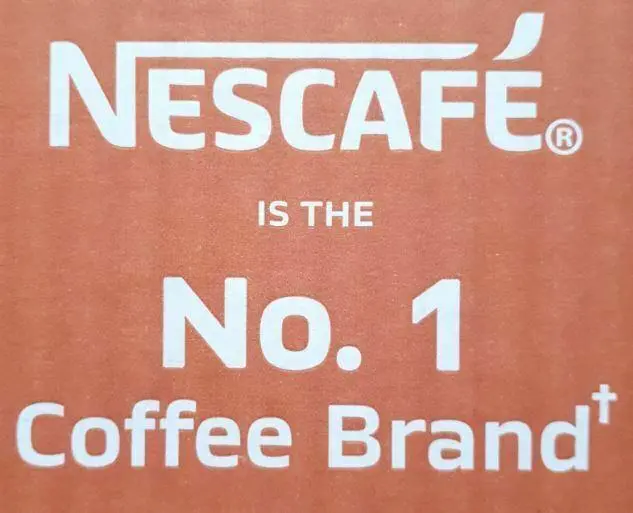 NESCAFÉ®
IS THE
No. 1
Coffee Brand†